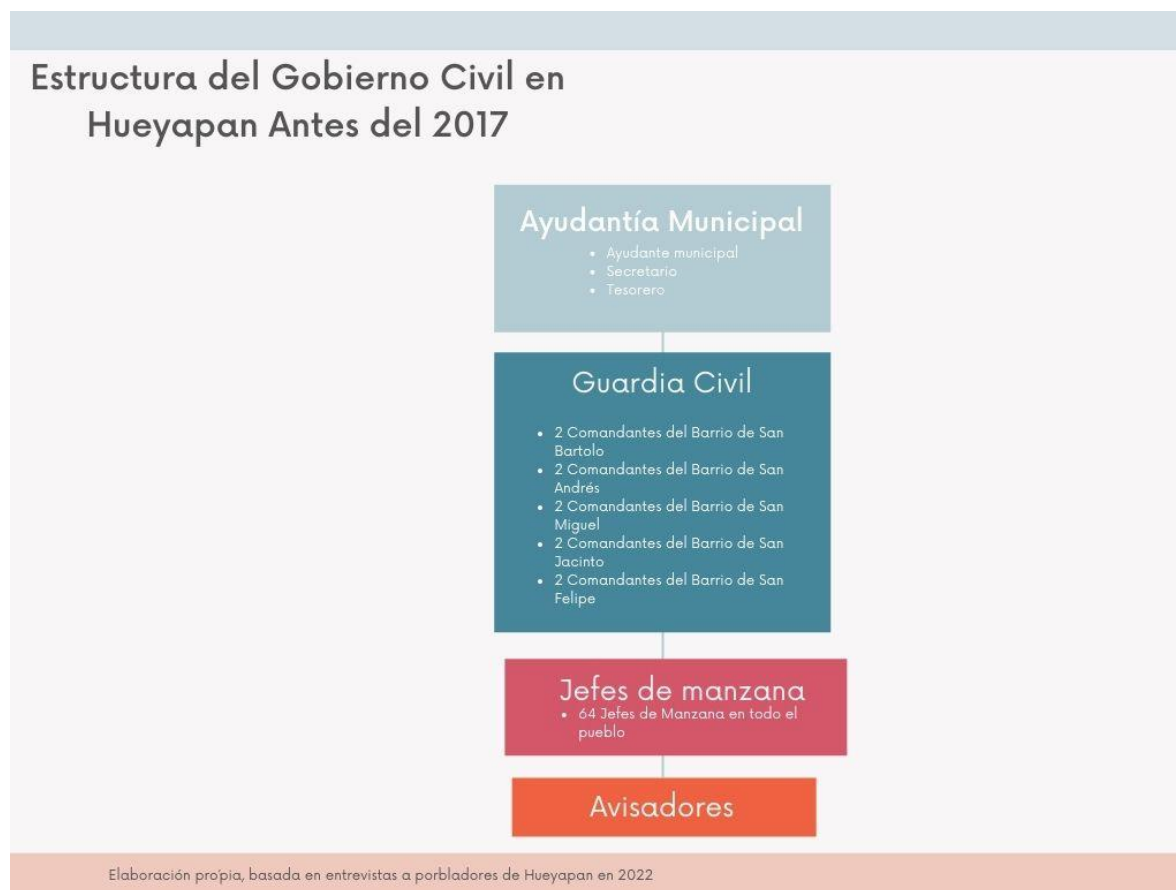 Estructura del Gobierno Civil en
Hueyapan Antes del 2017
Ayudantía Municipal
• Ayudante municipal
• Secretario
• Tesorero
Guardia Civil
• 2 Comandantes del Barrio de San
Bartolo
• 2 Comandantes del Barrio de San
Andrés
• 2 Comandantes del Barrio de San
Miguel
• 2 Comandantes del Barrio de San
Jacinto
• 2 Comandantes del Barrio de San
Felipe
Jefes de manzana
• 64 Jefes de Manzana en todo el
pueblo
Avisadores
Elaboración pro´pia, basada en entrevistas a porbladores de Hueyapan en 2022